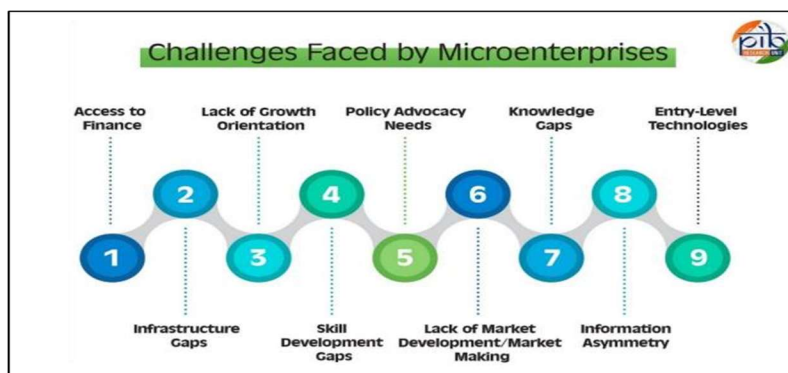 Challenges Faced by Microenterprises
pib
RESEARCH UNIT
Access to
Finance
Lack of Growth
Orientation
Policy Advocacy
Needs
Knowledge
Gaps
Entry-Level
Technologies
1
2
3
4
5
6
7
8
9
Infrastructure
Gaps
Skill
Development
Gaps
Lack of Market
Development/Market
Making
Information
Asymmetry